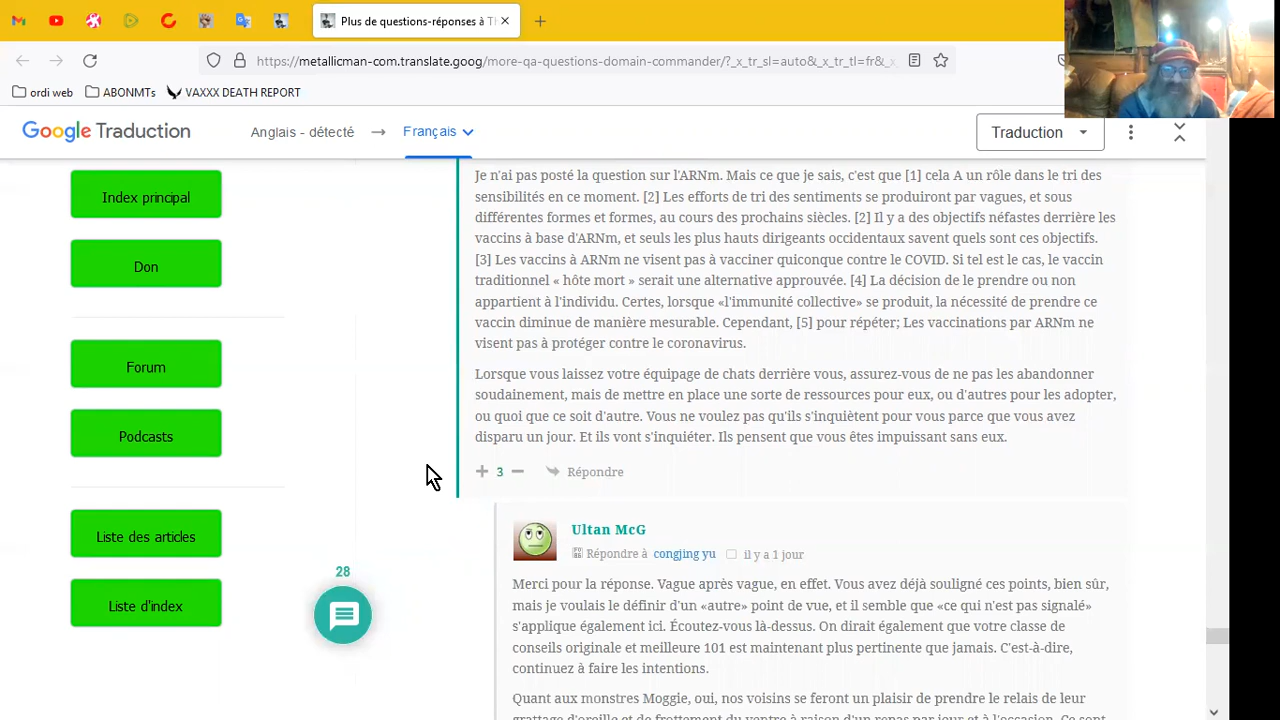 Plus de questions-réponses à Tl
https://metallicman-com.translate.goog/more-qa-questions-domain-commander/?_x_tr_sl=auto&_x_tr_tl=fr&_x
ordi web
ABONMTs
VAXXX DEATH REPORT
Google Traduction
Anglais - détecté
Français
Traduction
Index principal
Don
Forum
Podcasts
Liste des articles
Liste d'index
28
Je n'ai pas posté la question sur l'ARNm. Mais ce que je sais, c'est que [1] cela A un rôle dans le tri des
sensibilités en ce moment. [2] Les efforts de tri des sentiments se produiront par vagues, et sous
différentes formes et formes, au cours des prochains siècles. [2] Il y a des objectifs néfastes derrière les
vaccins à base d'ARNm, et seuls les plus hauts dirigeants occidentaux savent quels sont ces objectifs.
[3] Les vaccins à ARNm ne visent pas à vacciner quiconque contre le COVID. Si tel est le cas, le vaccin
traditionnel « hôte mort » serait une alternative approuvée. [4] La décision de le prendre ou non
appartient à l'individu. Certes, lorsque «l'immunité collective» se produit, la nécessité de prendre ce
vaccin diminue de manière mesurable. Cependant, [5] pour répéter; Les vaccinations par ARNm ne
visent pas à protéger contre le coronavirus.
Lorsque vous laissez votre équipage de chats derrière vous, assurez-vous de ne pas les abandonner
soudainement, mais de mettre en place une sorte de ressources pour eux, ou d'autres pour les adopter,
ou quoi que ce soit d'autre. Vous ne voulez pas qu'ils s'inquiètent pour vous parce que vous avez
disparu un jour. Et ils vont s'inquiéter. Ils pensent que vous êtes impuissant sans eux.
3
Répondre
Ultan McG
Répondre à congjing yu
il y a 1 jour
Merci pour la réponse. Vague après vague, en effet. Vous avez déjà souligné ces points, bien sûr,
mais je voulais le définir d'un «autre» point de vue, et il semble que «ce qui n'est pas signalé»
s'applique également ici. Écoutez-vous là-dessus. On dirait également que votre classe de
conseils originale et meilleure 101 est maintenant plus pertinente que jamais. C'est-à-dire,
continuez à faire les intentions.
Quant aux monstres Moggie, oui, nos voisins se feront un plaisir de prendre le relais de leur
grattage d'oreille et de frottement du ventre à raison d'un repas par jour et à l'occasion. Ce sont